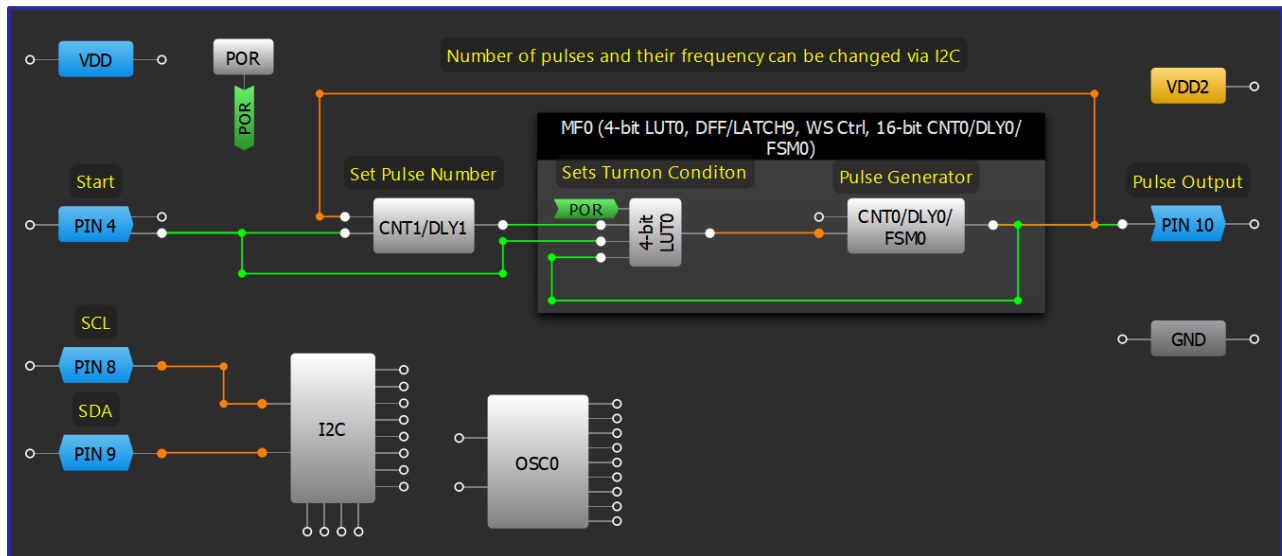 Number of pulses and their frequency can be changed via I2C
VDD
POR
POR
VDD2
MF0 (4-bit LUT0, DFF/LATCH9, WS Ctrl, 16-bit CNT0/DLY0/
FSM0)
Start
Set Pulse Number
Sets Turnon Conditon
Pulse Generator
Pulse Output
PIN 4
CNT1/DLY1
POR
4-bit
LUT0
CNT0/DLY0/
FSM0
PIN 10
SCL
PIN 8
GND
SDA
PIN 9
I2C
OSC0